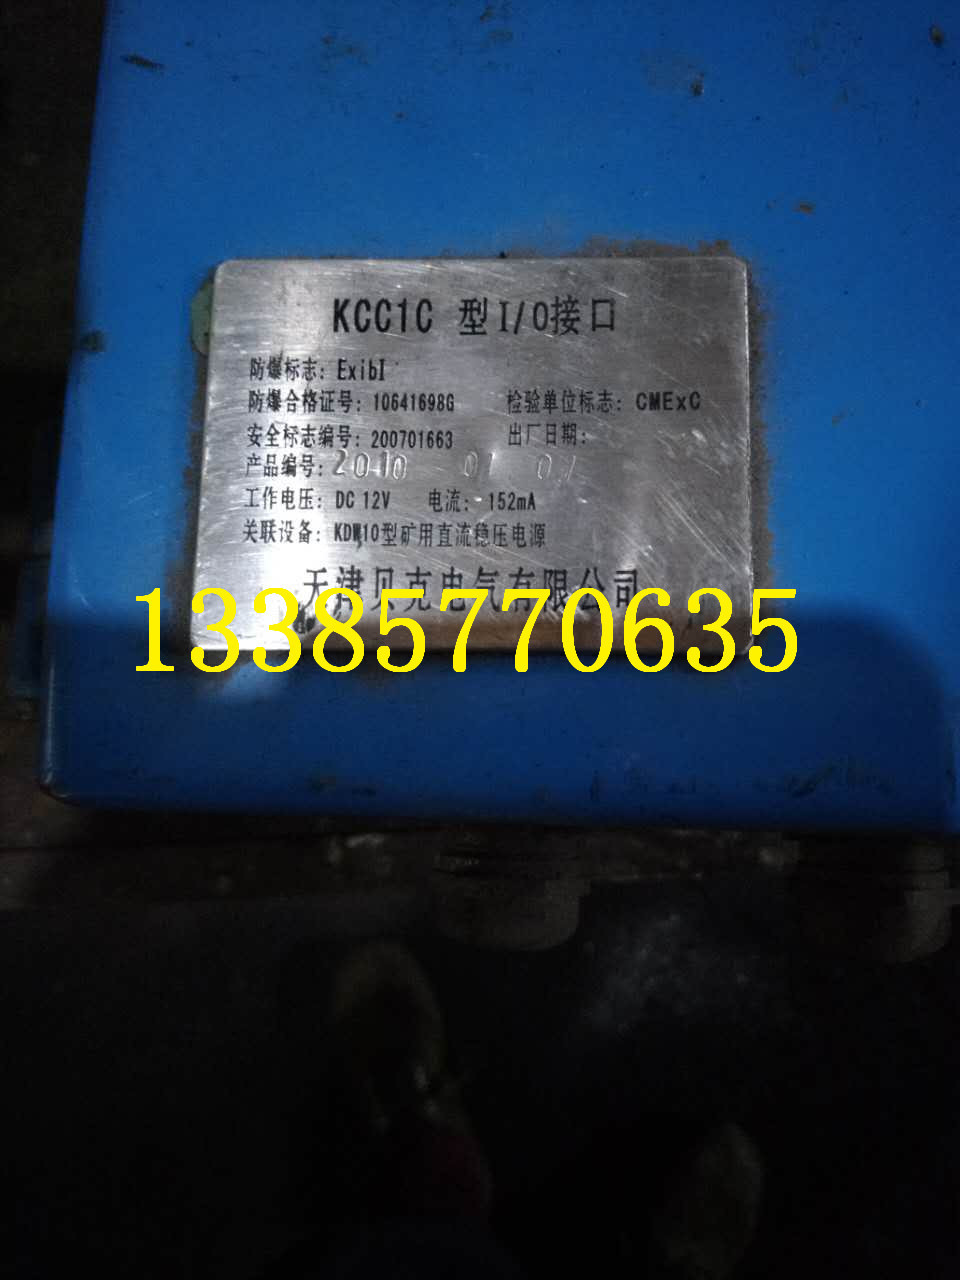 KCC1C 型 I/O接口
防爆标志: ExibI
防爆合格证号: 10641698G 检验单位标志: CMExC
安全标志编号: 200701663 出厂日期:
产品编号: 2010 01 07
工作电压: DC 12V 电流: 152mA
关联设备: KDW10型矿用直流稳压电源
天津贝克电气有限公司
13385770635